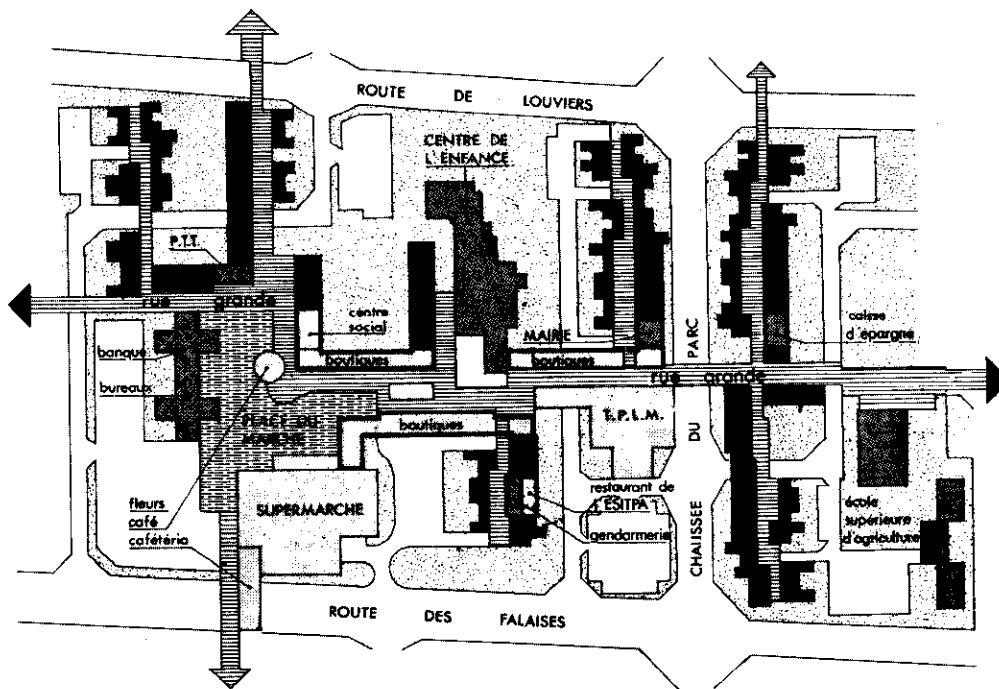 ROUTE DE LOUVIERS
CENTRE DE
L'ENFANCE
P.T.T.
rue grande
centre
social
MAIRIE
caisse
d'épargne
banque
boutiques
boutiques
PARC
bureaux
rue grande
PLACE DU
MARCHE
boutiques
T.P.L.M.
DU
fleurs
café
cafétéria
SUPERMARCHE
restaurant de
L'ESITPA
gendarmerie
CHAUSSEE
école
supérieure
d'agriculture
ROUTE DES FALAISES